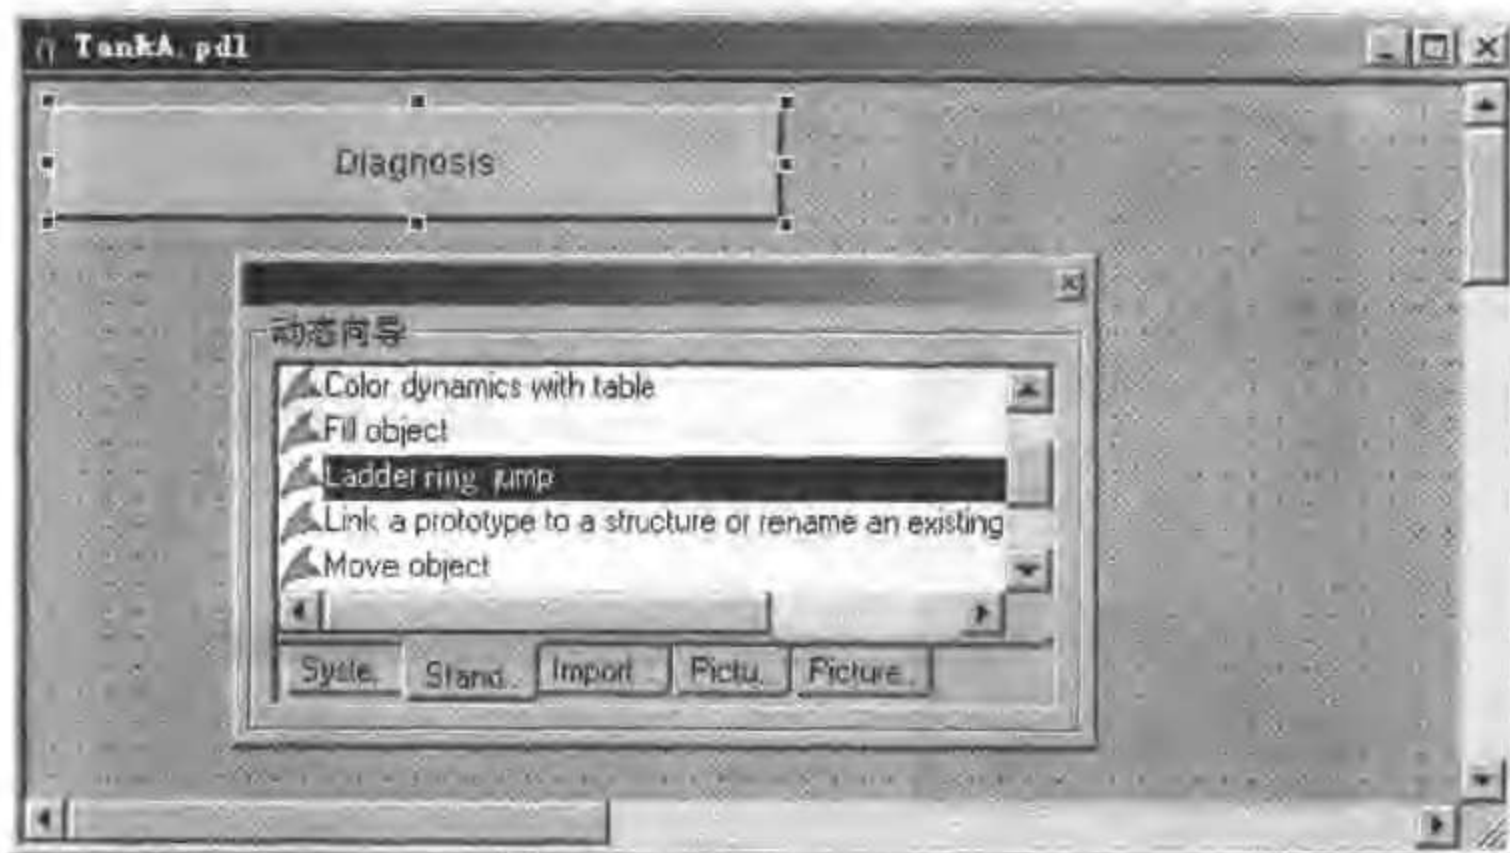 TankA.pdl
Diagnosis
动态向导
Color dynamics with table
Fill object
Ladder ring jump
Link a prototype to a structure or rename an existing
Move object
Syste. Stand.. Import .. Pictu. Picture..